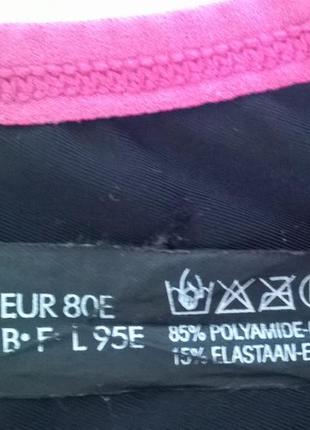 EUR 80E
B•F L 95E
85% POLYAMIDE-
15% ELASTAAN-E